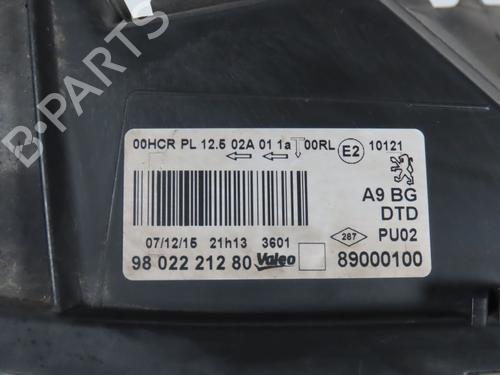 00HCR PL 12.5 02A 01 1a 00RL E2 10121
A9 BG
DTD
287 PU02
07/12/15 21h13 3601
98 022 212 80 Valeo 89000100
B-PARTS